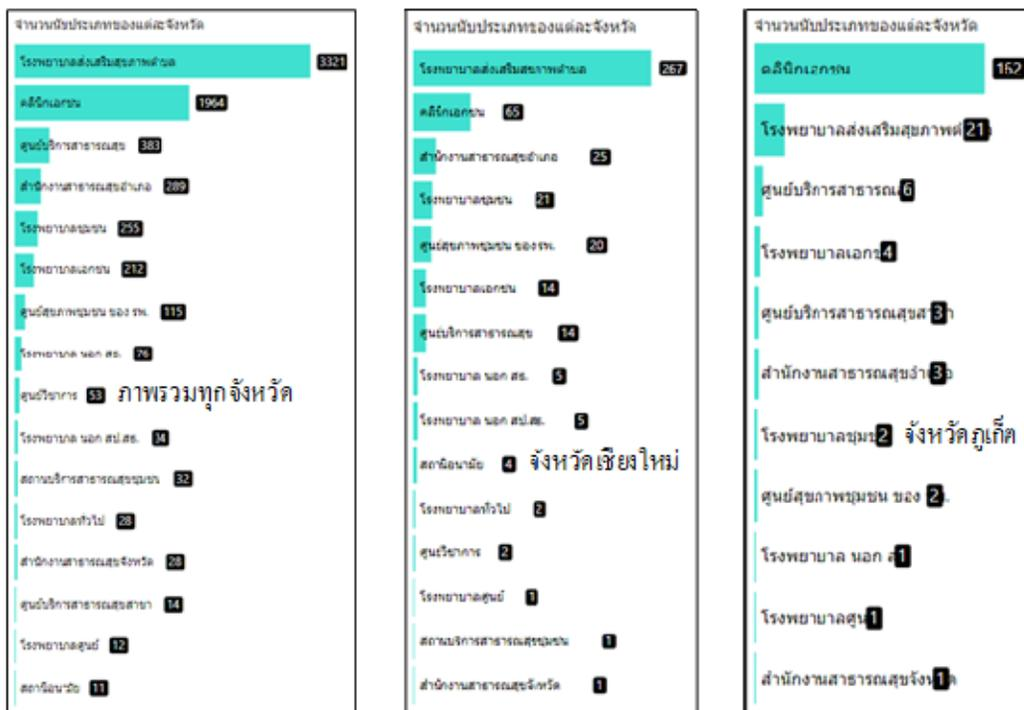 จำนวนนับประเภทของแต่ละจังหวัด
โรงพยาบาลส่งเสริมสุขภาพตำบล 3321
คลินิกเอกชน 1964
ศูนย์บริการสาธารณสุข 383
สำนักงานสาธารณสุขอำเภอ 289
โรงพยาบาลชุมชน 255
โรงพยาบาลเอกชน 212
ศูนย์สุขภาพชุมชน ของ รพ. 115
โรงพยาบาล นอก สธ. 76
ศูนย์วิชาการ 53 ภาพรวมทุกจังหวัด
โรงพยาบาล นอก สป.สธ. 34
สถานบริการสาธารณสุขชุมชน 32
โรงพยาบาลทั่วไป 28
สำนักงานสาธารณสุขจังหวัด 28
ศูนย์บริการสาธารณสุขสาขา 14
โรงพยาบาลศูนย์ 12
สถานีอนามัย 11
จำนวนนับประเภทของแต่ละจังหวัด
โรงพยาบาลส่งเสริมสุขภาพตำบล 267
คลินิกเอกชน 65
สำนักงานสาธารณสุขอำเภอ 25
โรงพยาบาลชุมชน 21
ศูนย์สุขภาพชุมชน ของ รพ. 20
โรงพยาบาลเอกชน 14
ศูนย์บริการสาธารณสุข 14
โรงพยาบาล นอก สธ. 5
โรงพยาบาล นอก สป.สธ. 5
สถานีอนามัย 4 จังหวัดเชียงใหม่
โรงพยาบาลทั่วไป 2
ศูนย์วิชาการ 2
โรงพยาบาลศูนย์ 1
สถานบริการสาธารณสุขชุมชน 1
สำนักงานสาธารณสุขจังหวัด 1
จำนวนนับประเภทของแต่ละจังหวัด
คลินิกเอกชน 162
โรงพยาบาลส่งเสริมสุขภาพต 21
ศูนย์บริการสาธารณ 6
โรงพยาบาลเอกช 4
ศูนย์บริการสาธารณสุขส 3
สำนักงานสาธารณสุขอำ 3
โรงพยาบาลชุมช 2 จังหวัดภูเก็ต
ศูนย์สุขภาพชุมชน ของ 2
โรงพยาบาล นอก ส 1
โรงพยาบาลศูน 1
สำนักงานสาธารณสุขจัง 1